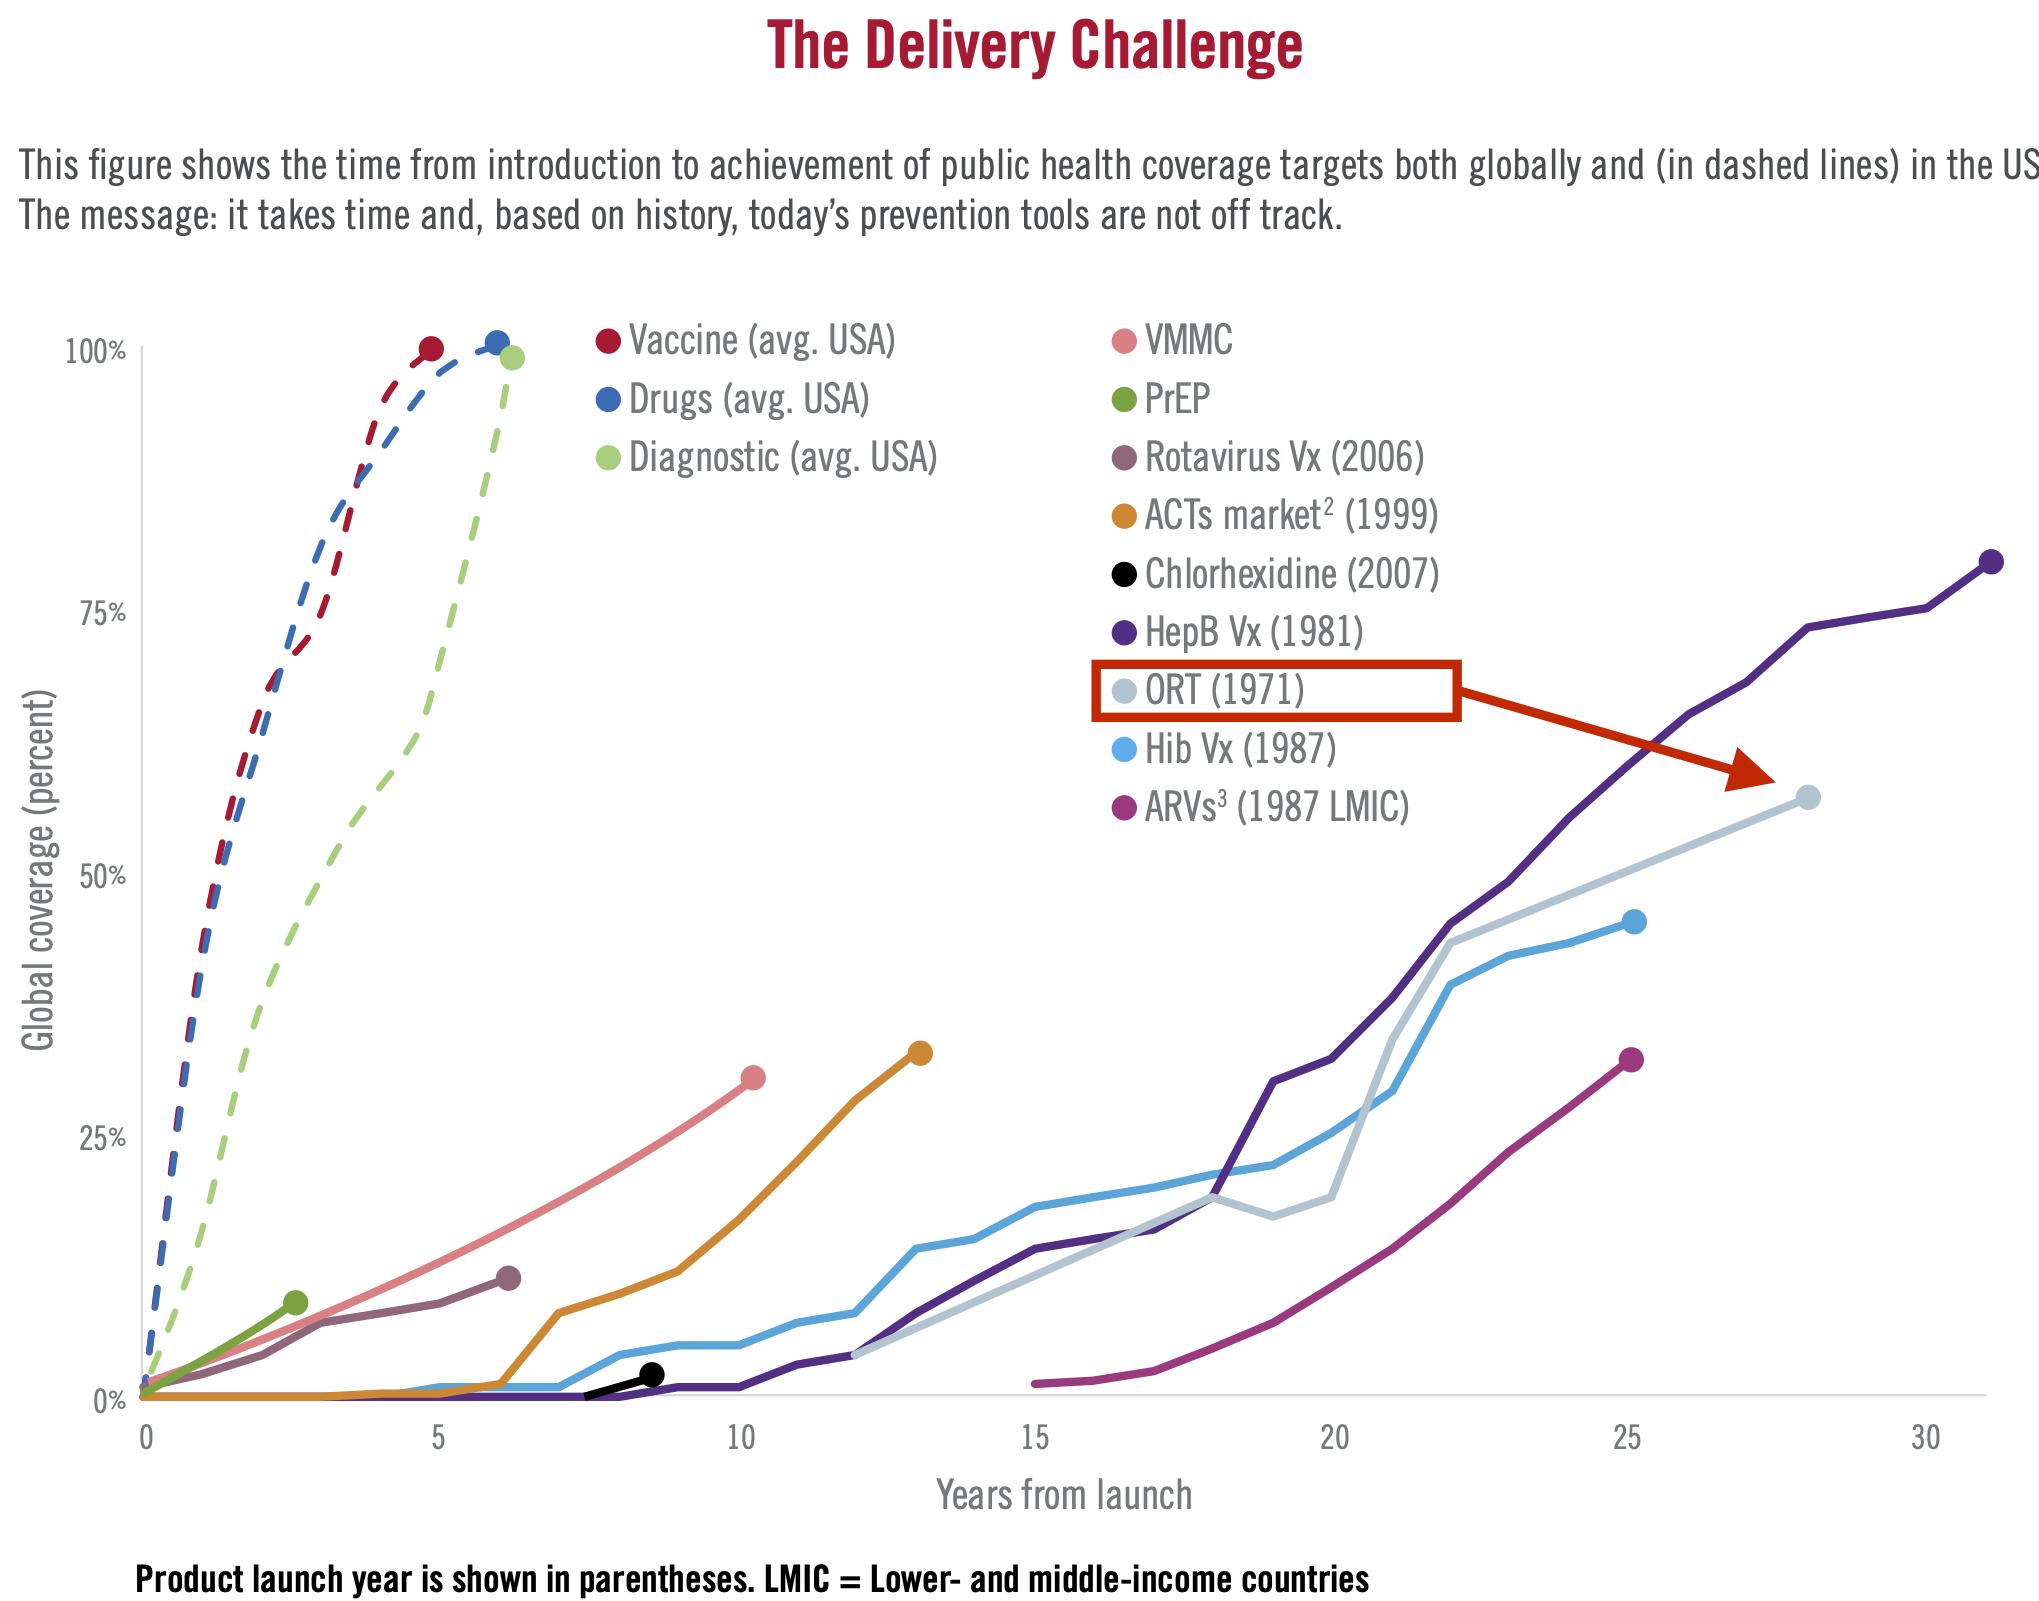 The Delivery Challenge
This figure shows the time from introduction to achievement of public health coverage targets both globally and (in dashed lines) in the US
The message: it takes time and, based on history, today’s prevention tools are not off track.
Vaccine (avg. USA)
Drugs (avg. USA)
Diagnostic (avg. USA)
VMMC
PrEP
Rotavirus Vx (2006)
ACTs market² (1999)
Chlorhexidine (2007)
HepB Vx (1981)
ORT (1971)
Hib Vx (1987)
ARVs³ (1987 LMIC)
Global coverage (percent)
100%
75%
50%
25%
0%
0 5 10 15 20 25 30
Years from launch
Product launch year is shown in parentheses. LMIC = Lower- and middle-income countries